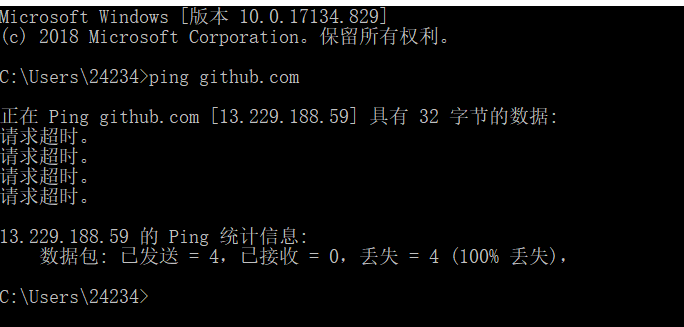 Microsoft Windows [版本 10.0.17134.829]
(c) 2018 Microsoft Corporation。保留所有权利。
C:\Users\24234>ping github.com
正在 Ping github.com [13.229.188.59] 具有 32 字节的数据:
请求超时。
请求超时。
请求超时。
请求超时。
13.229.188.59 的 Ping 统计信息:
数据包: 已发送 = 4，已接收 = 0，丢失 = 4 (100% 丢失)，
C:\Users\24234>